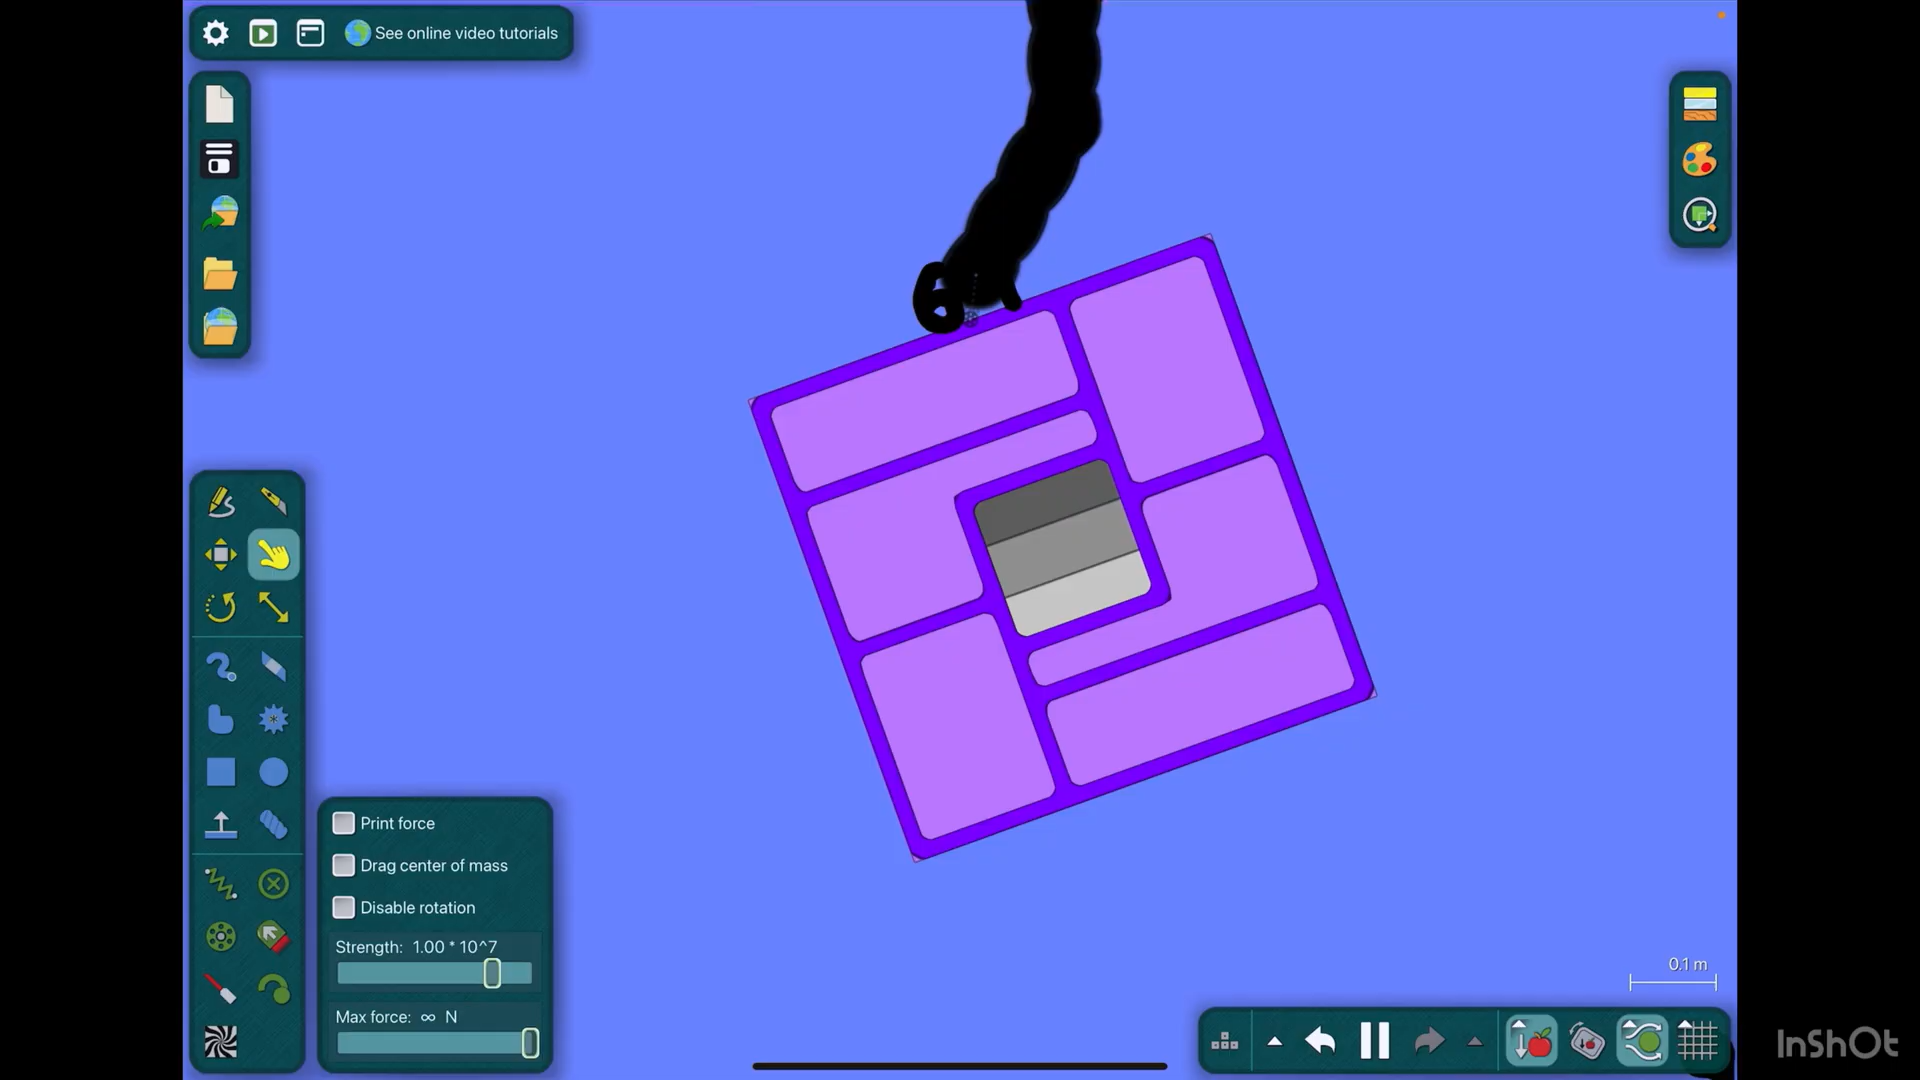 See online video tutorials
Print force
Drag center of mass
Disable rotation
Strength: 1.00 * 10^7
Max force: ∞ N
0.1 m
InShOt